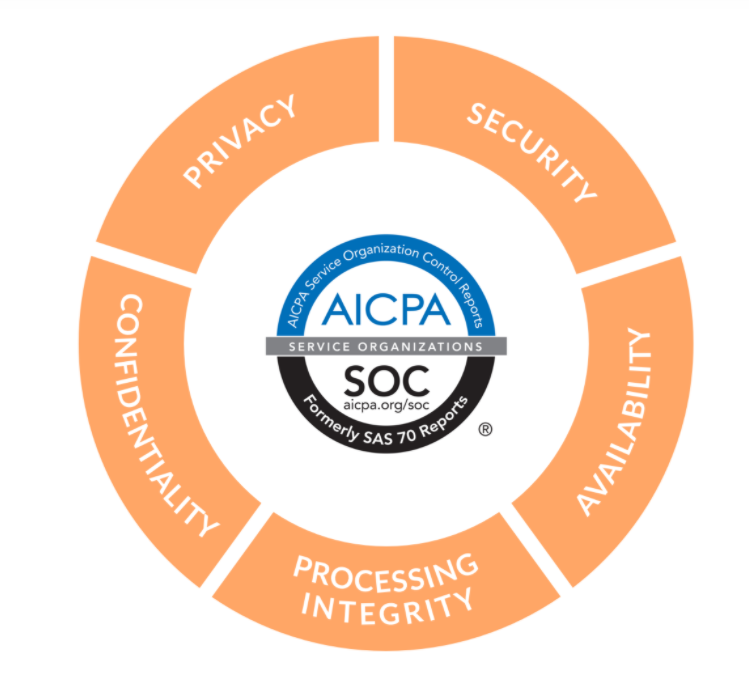 PRIVACY
SECURITY
CONFIDENTIALITY
AVAILABILITY
PROCESSING
INTEGRITY
AICPA Service Organization Control Reports
AICPA
SERVICE ORGANIZATIONS
SOC
aicpa.org/soc
Formerly SAS 70 Reports
®